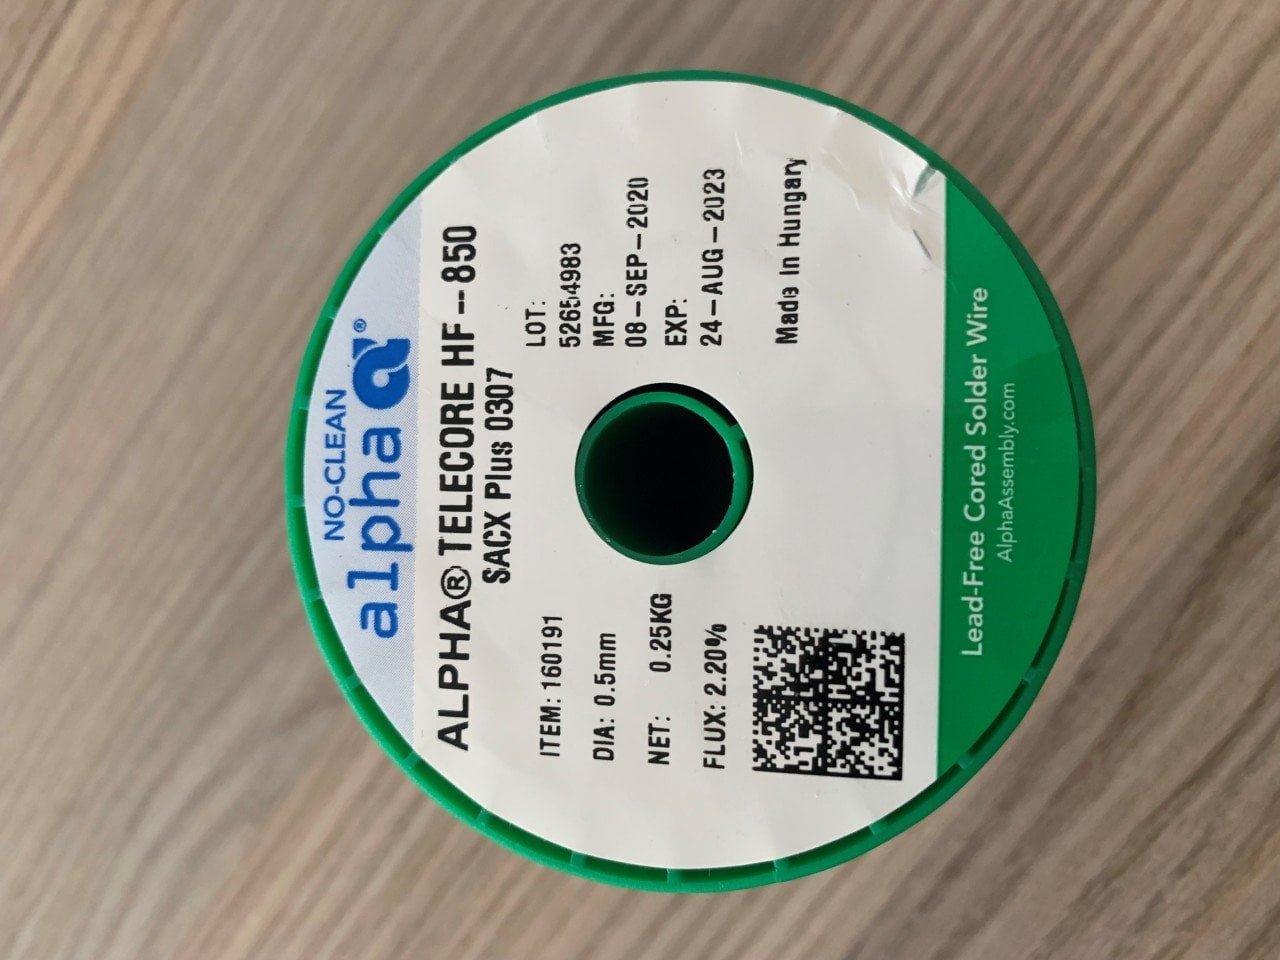 NO-CLEAN
alpha®
ALPHA® TELECORE HF-850
SACX Plus 0307
ITEM: 160191
DIA: 0.5mm
NET: 0.25KG
FLUX: 2.20%
LOT:
52654983
MFG:
08-SEP-2020
EXP:
24-AUG-2023
Made In Hungary
Lead-Free Cored Solder Wire
AlphaAssembly.com